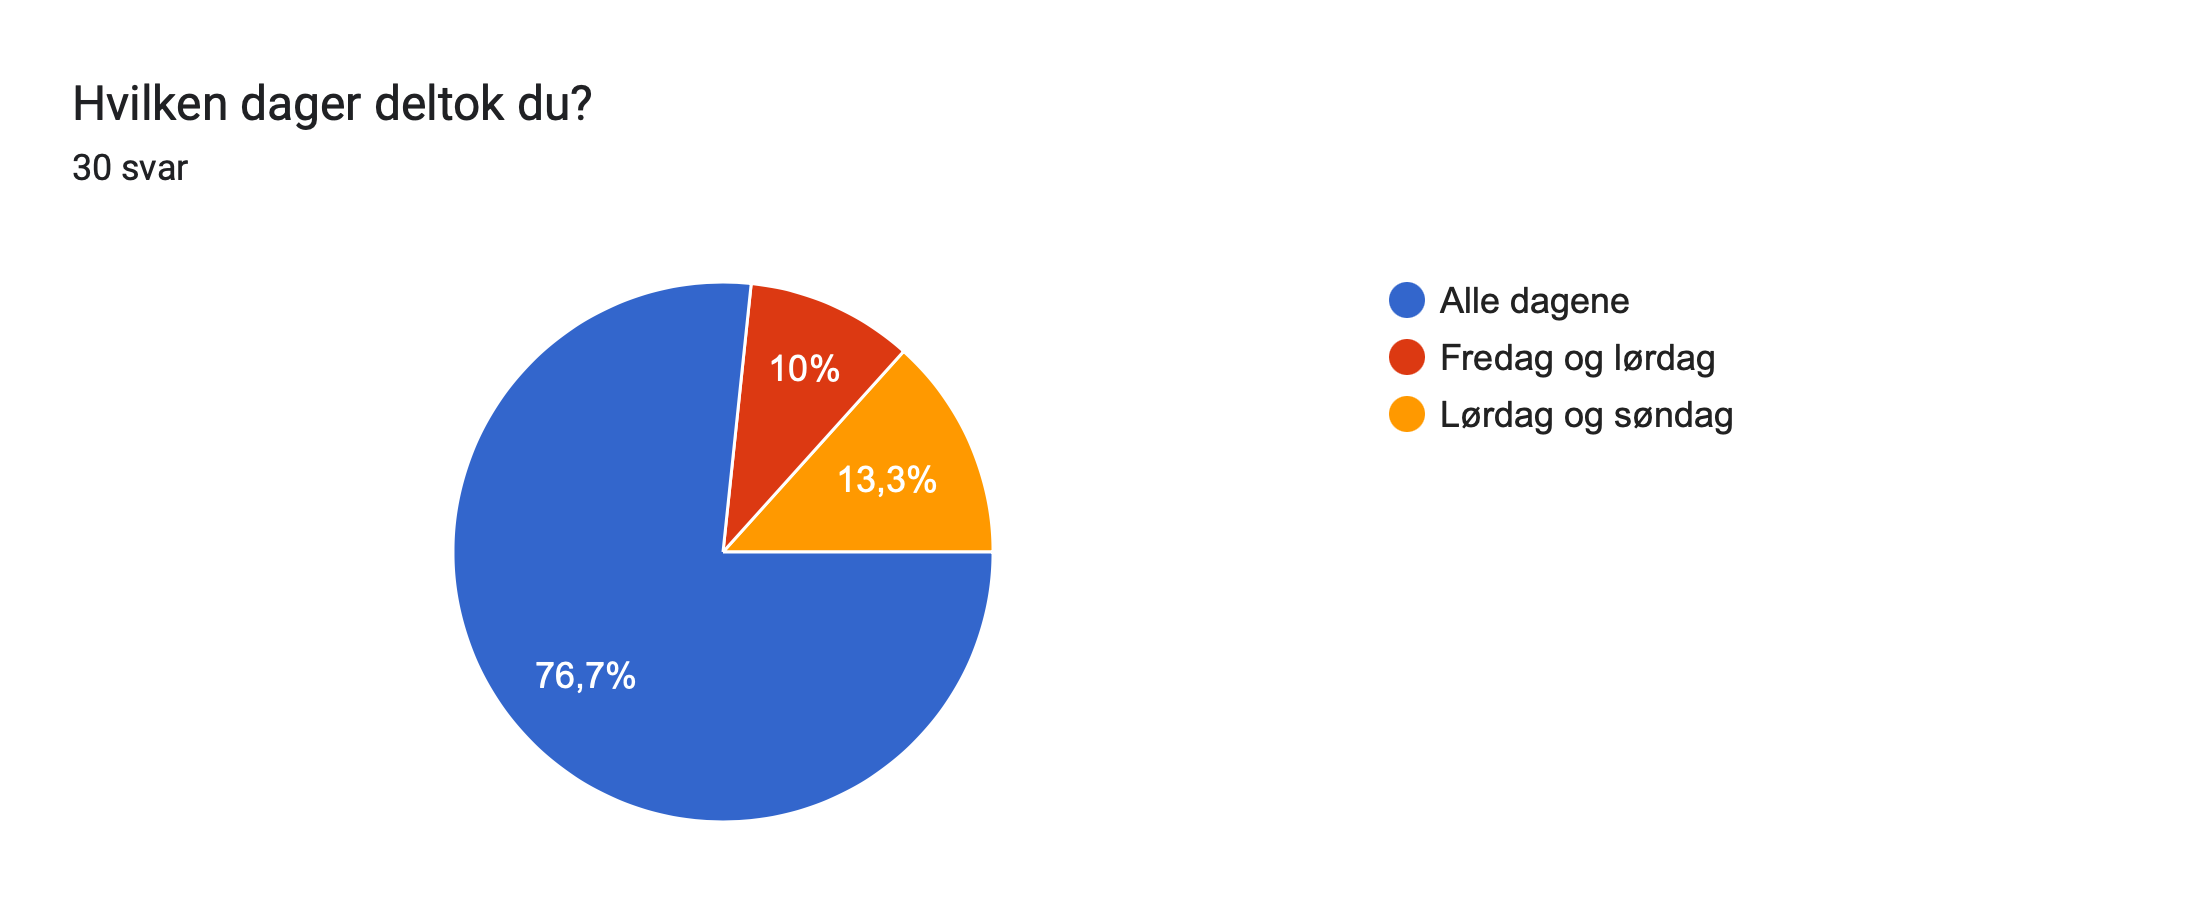 Hvilken dager deltok du?
30 svar
Alle dagene
Fredag og lørdag
Lørdag og søndag
10%
13,3%
76,7%